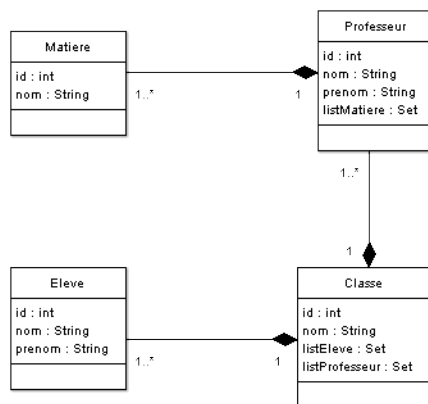 Matiere
id : int
nom : String
1..*
1
Professeur
id : int
nom : String
prenom : String
listMatiere : Set
1..*
1
Eleve
id : int
nom : String
prenom : String
1..*
1
Classe
id : int
nom : String
listEleve : Set
listProfesseur : Set